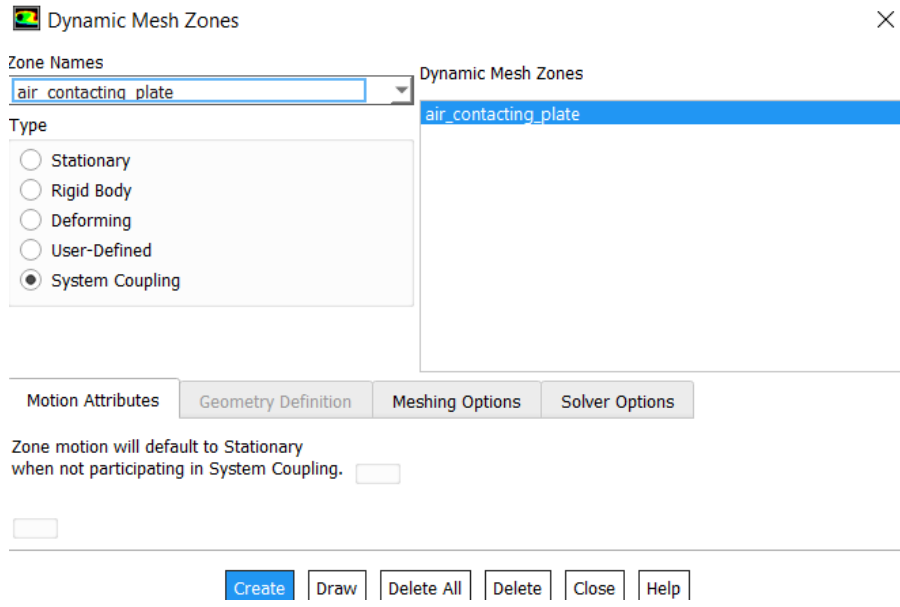 Dynamic Mesh Zones
Zone Names
air_contacting_plate
Type
Stationary
Rigid Body
Deforming
User-Defined
System Coupling
Dynamic Mesh Zones
air_contacting_plate
Motion Attributes
Geometry Definition
Meshing Options
Solver Options
Zone motion will default to Stationary
when not participating in System Coupling.
Create
Draw
Delete All
Delete
Close
Help